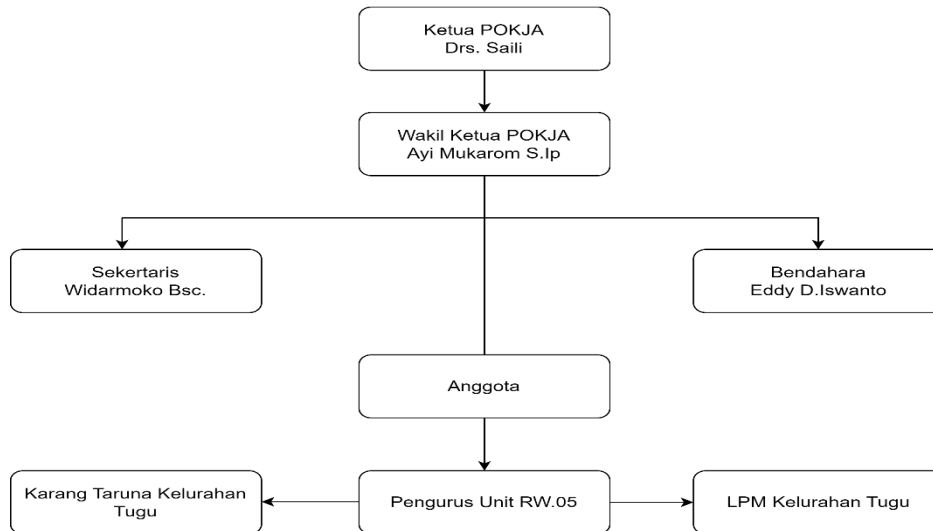 Ketua POKJA
Drs. Saili
Wakil Ketua POKJA
Ayi Mukarom S.Ip
Sekertaris
Widarmoko Bsc.
Bendahara
Eddy D.Iswanto
Anggota
Karang Taruna Kelurahan
Tugu
Pengurus Unit RW.05
LPM Kelurahan Tugu